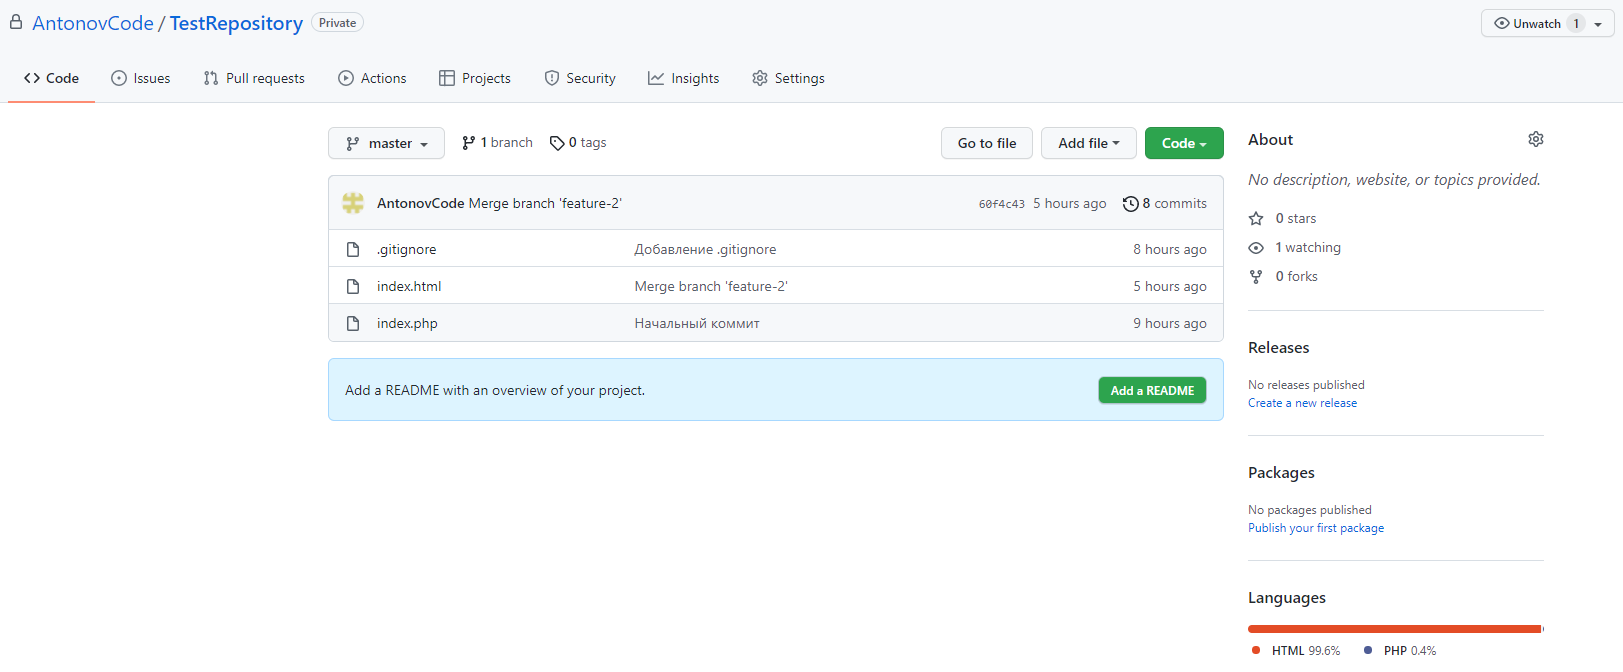 AntonovCode / TestRepository Private
Unwatch 1
Code Issues Pull requests Actions Projects Security Insights Settings
master 1 branch 0 tags Go to file Add file Code
AntonovCode Merge branch 'feature-2' 60f4c43 5 hours ago 8 commits
.gitignore Добавление .gitignore 8 hours ago
index.html Merge branch 'feature-2' 5 hours ago
index.php Начальный коммит 9 hours ago
Add a README with an overview of your project. Add a README
About
No description, website, or topics provided.
0 stars
1 watching
0 forks
Releases
No releases published
Create a new release
Packages
No packages published
Publish your first package
Languages
HTML 99.6% PHP 0.4%